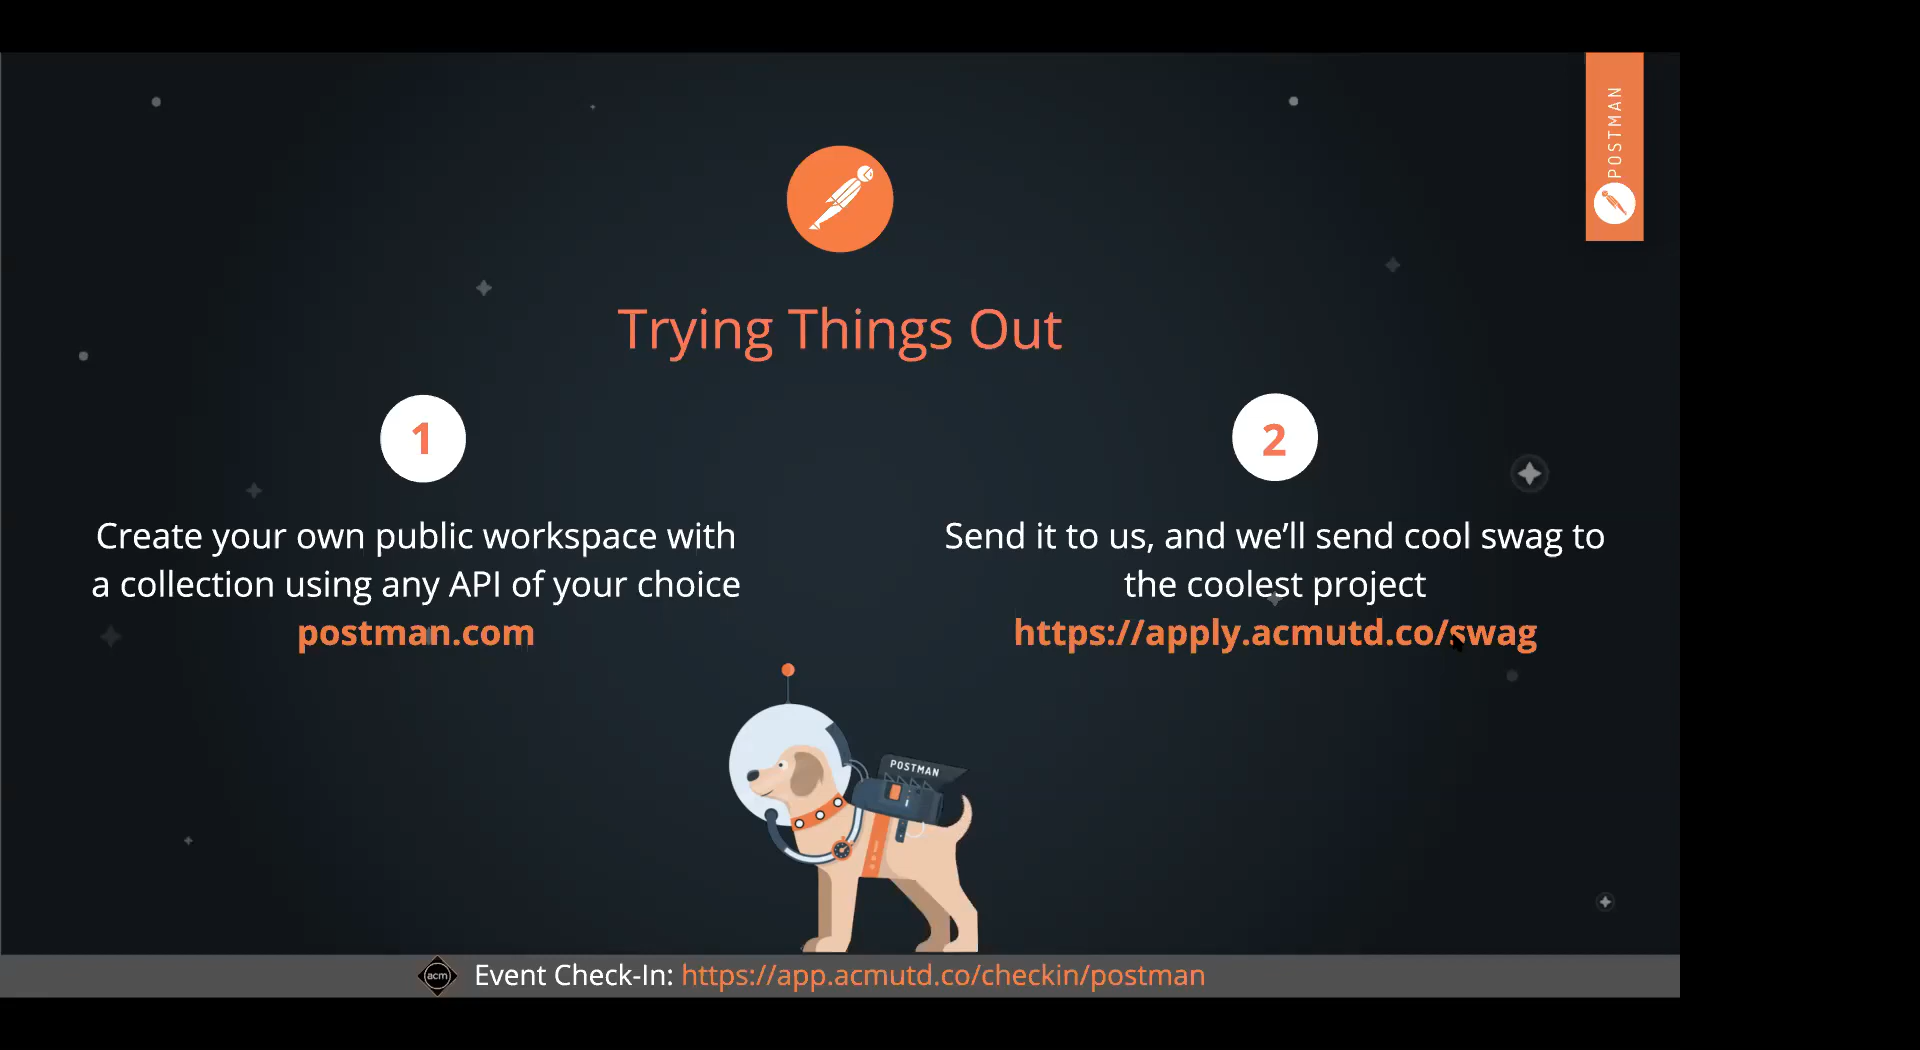 POSTMAN
Trying Things Out
1
Create your own public workspace with
a collection using any API of your choice
postman.com
2
Send it to us, and we’ll send cool swag to
the coolest project
https://apply.acmutd.co/swag
POSTMAN
acm
Event Check-In: https://app.acmutd.co/checkin/postman